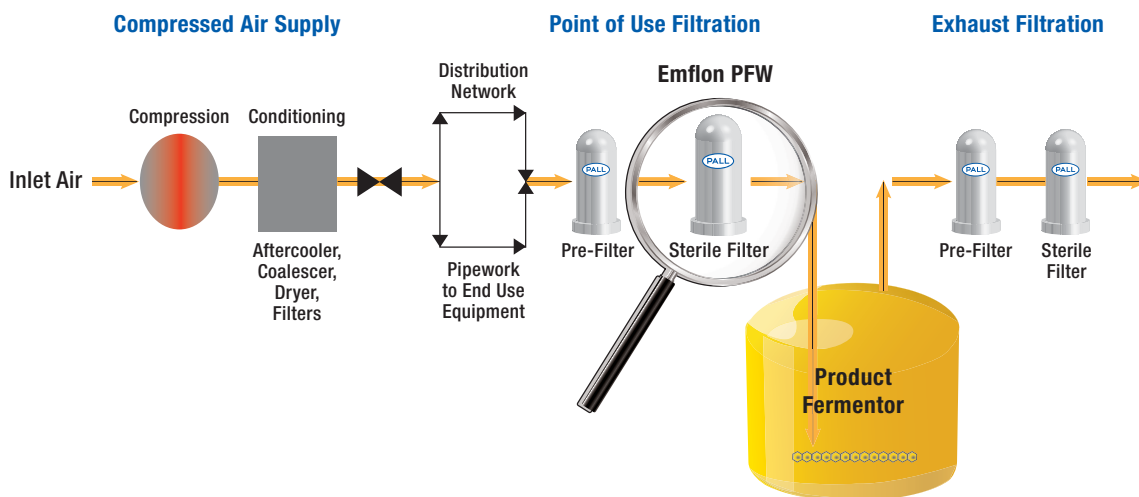 Compressed Air Supply
Point of Use Filtration
Exhaust Filtration
Emflon PFW
Distribution
Network
Compression
Conditioning
Inlet Air
PALL
PALL
PALL
PALL
Aftercooler,
Coalescer,
Dryer,
Filters
Pipework
to End Use
Equipment
Pre-Filter
Sterile Filter
Pre-Filter
Sterile
Filter
Product
Fermentor